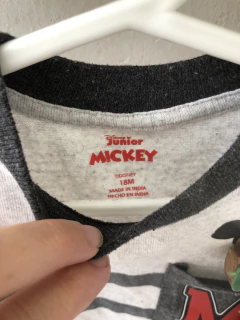 Disney
Junior
MICKEY
18M
MADE IN INDIA
HECHO EN INDIA
M